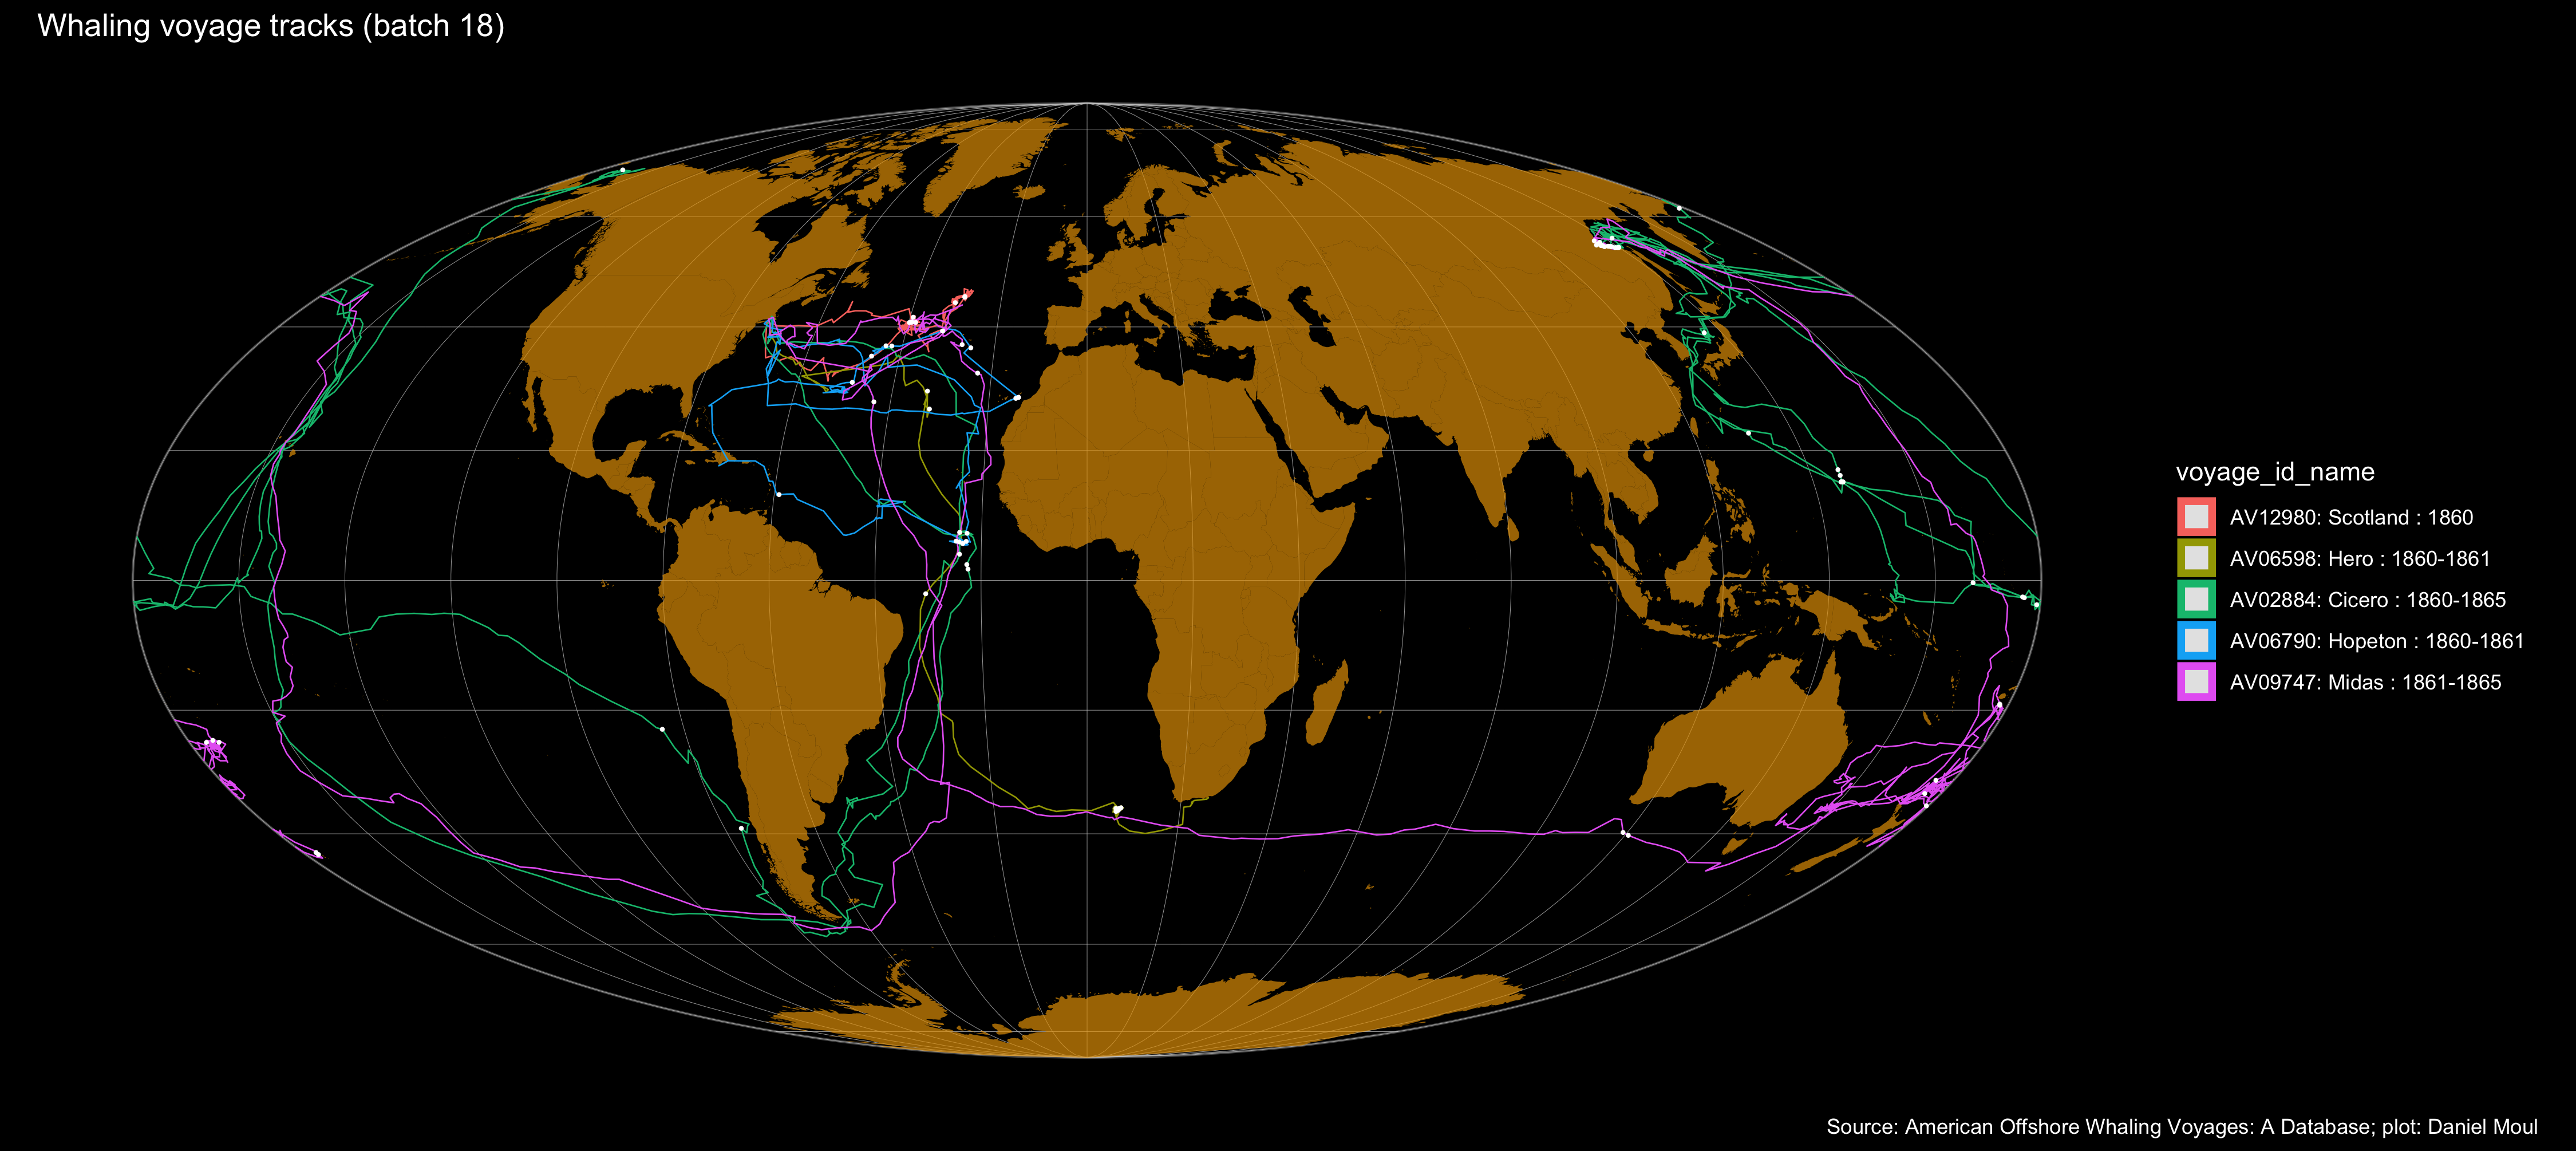 Whaling voyage tracks (batch 18)
voyage_id_name
AV12980: Scotland : 1860
AV06598: Hero : 1860-1861
AV02884: Cicero : 1860-1865
AV06790: Hopeton : 1860-1861
AV09747: Midas : 1861-1865
Source: American Offshore Whaling Voyages: A Database; plot: Daniel Moul